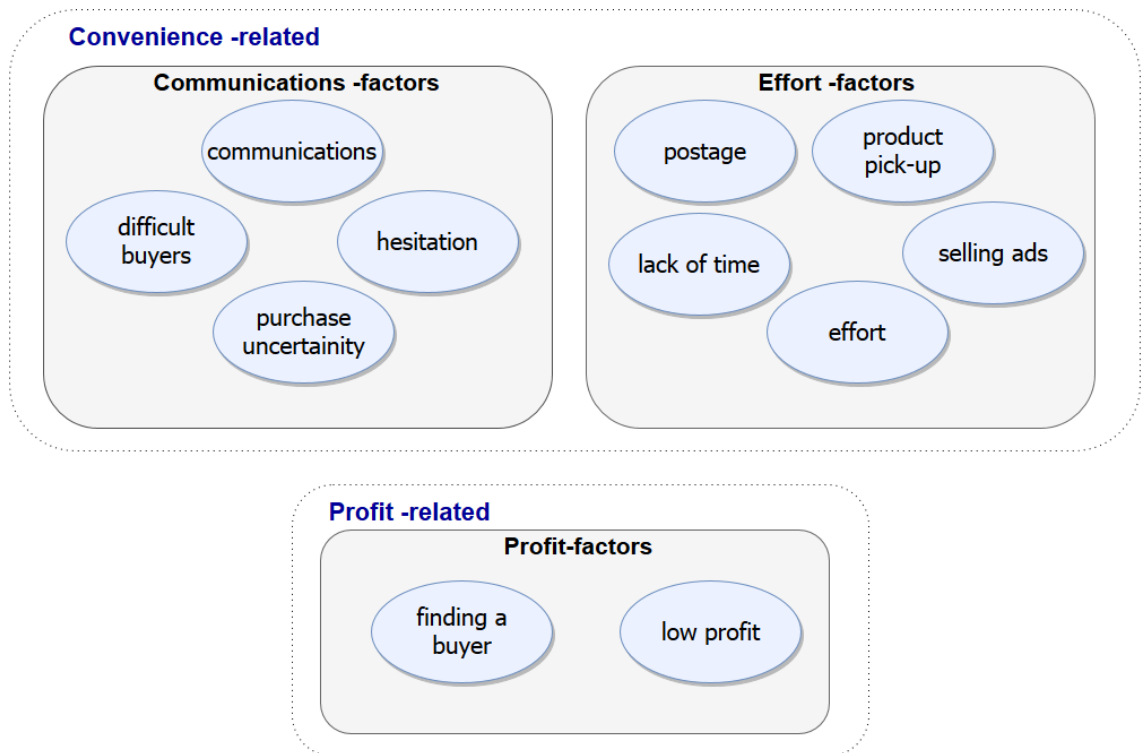 Convenience -related
Communications -factors
communications
difficult
buyers
hesitation
purchase
uncertainity
Effort -factors
postage
product
pick-up
lack of time
selling ads
effort
Profit -related
Profit-factors
finding a
buyer
low profit